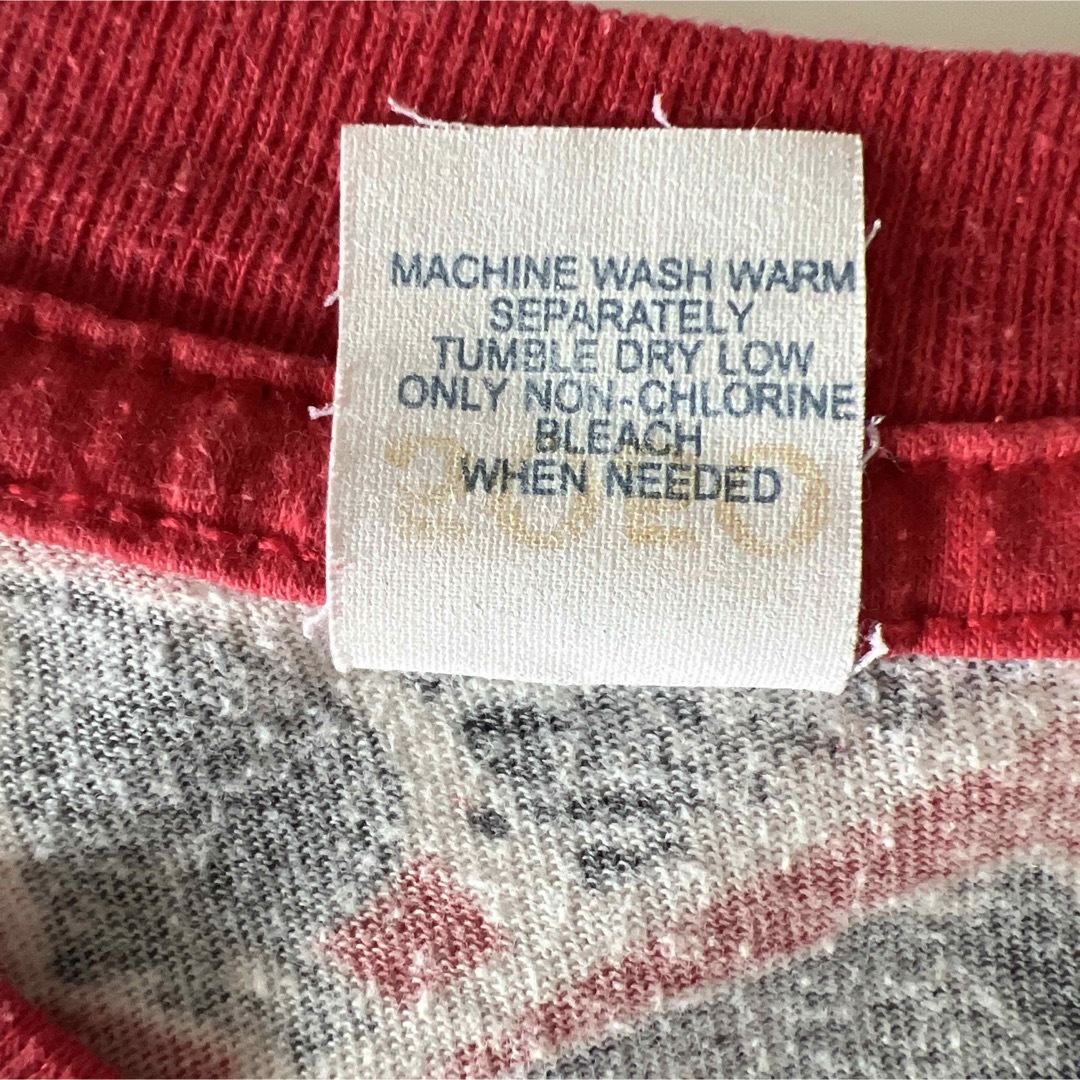 MACHINE WASH WARM
SEPARATELY
TUMBLE DRY LOW
ONLY NON-CHLORINE
BLEACH
WHEN NEEDED